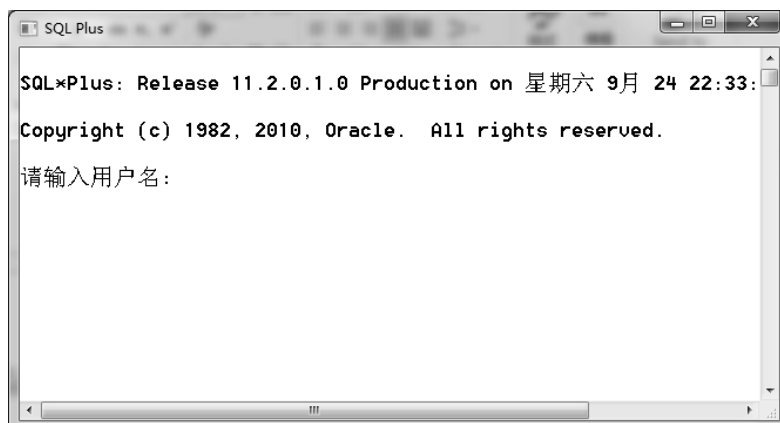 SQL Plus
SQL*Plus: Release 11.2.0.1.0 Production on 星期六 9月 24 22:33:
Copyright (c) 1982, 2010, Oracle.  All rights reserved.
请输入用户名: